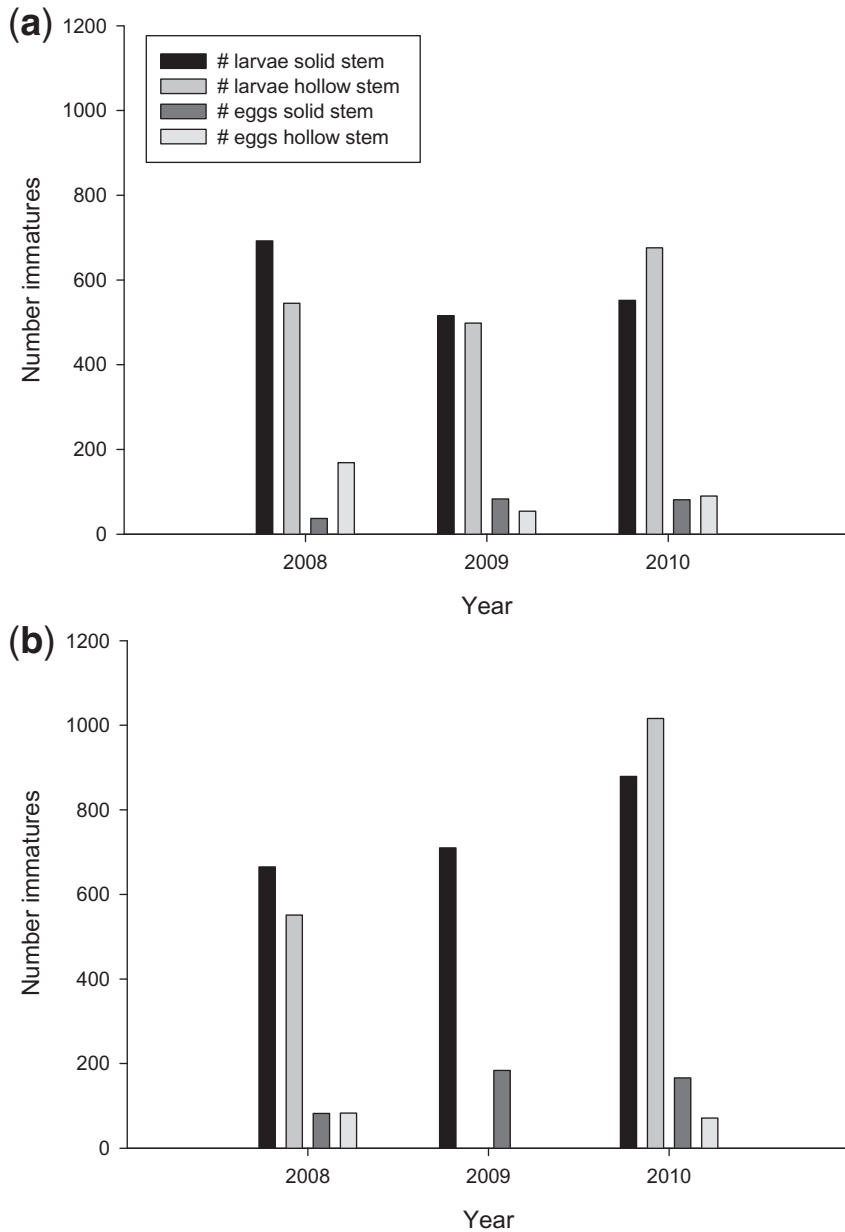 (a)
1200
1000
800
600
400
200
0
Number immatures
# larvae solid stem
# larvae hollow stem
# eggs solid stem
# eggs hollow stem
2008 2009 2010
Year
(b)
1200
1000
800
600
400
200
0
Number immatures
2008 2009 2010
Year